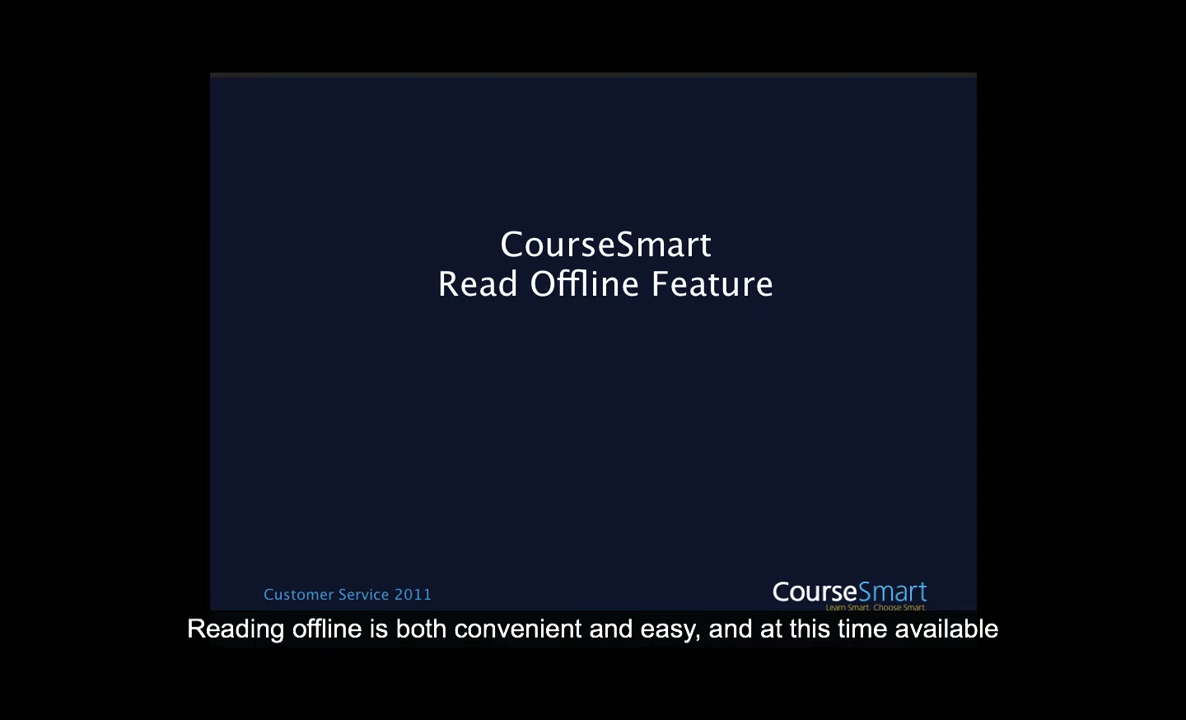 CourseSmart
Read Offline Feature
Customer Service 2011
CourseSmart
Learn Smart. Choose Smart.
Reading offline is both convenient and easy, and at this time available